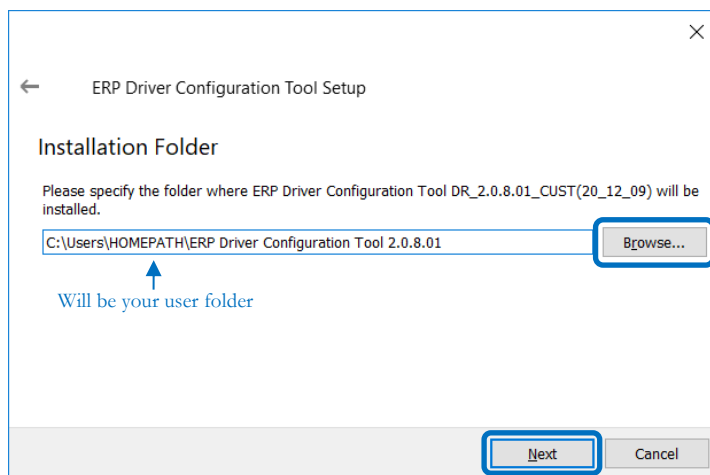 ERP Driver Configuration Tool Setup
Installation Folder
Please specify the folder where ERP Driver Configuration Tool DR_2.0.8.01_CUST(20_12_09) will be
installed.
C:\Users\HOMEPATH\ERP Driver Configuration Tool 2.0.8.01
Browse...
Will be your user folder
Next
Cancel